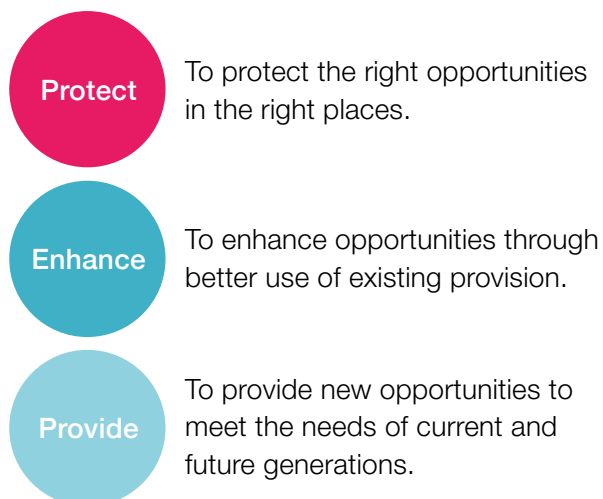 Protect
To protect the right opportunities
in the right places.
Enhance
To enhance opportunities through
better use of existing provision.
Provide
To provide new opportunities to
meet the needs of current and
future generations.